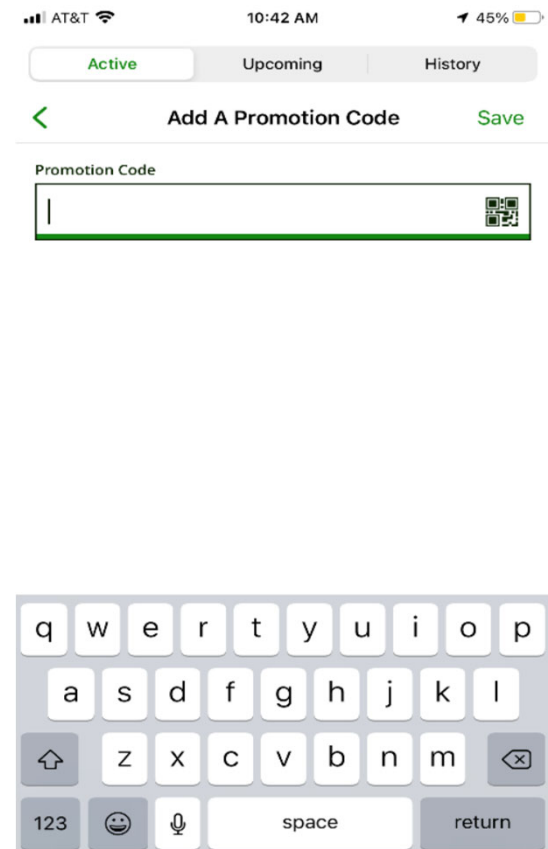 AT&T 10:42 AM 45%
Active Upcoming History
Add A Promotion Code Save
Promotion Code
q w e r t y u i o p
a s d f g h j k l
z x c v b n m
123 space return